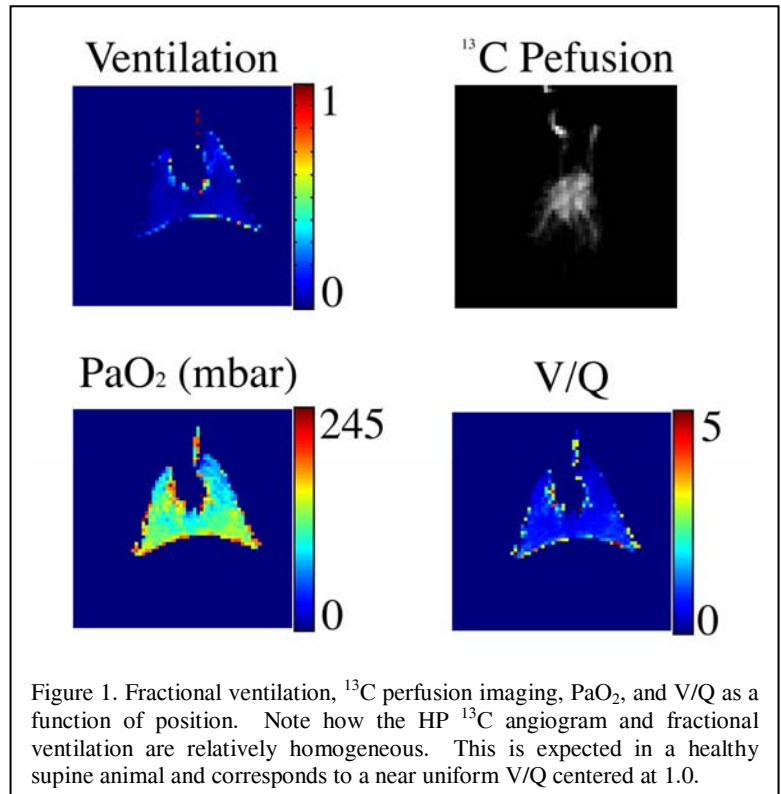 Ventilation
¹³C Pefusion
1
0
PaO₂ (mbar)
V/Q
245
5
0
0
Figure 1. Fractional ventilation, ¹³C perfusion imaging, PaO₂, and V/Q as a
function of position. Note how the HP ¹³C angiogram and fractional
ventilation are relatively homogeneous. This is expected in a healthy
supine animal and corresponds to a near uniform V/Q centered at 1.0.